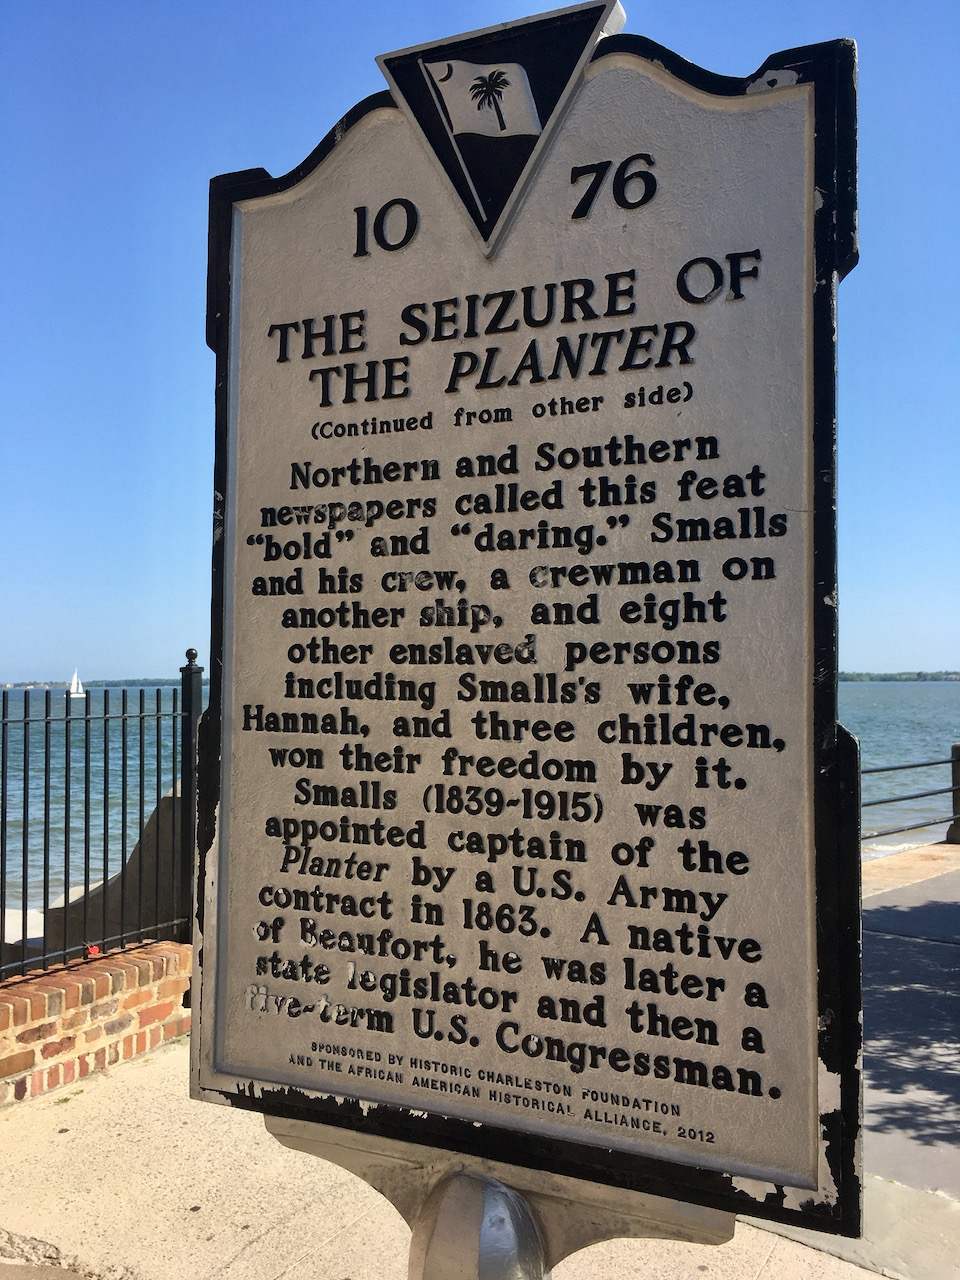 10 76
THE SEIZURE OF
THE PLANTER
(Continued from other side)
Northern and Southern
newspapers called this feat
“bold” and “daring.” Smalls
and his crew, a crewman on
another ship, and eight
other enslaved persons
including Smalls's wife,
Hannah, and three children,
won their freedom by it.
Smalls (1839-1915) was
appointed captain of the
Planter by a U.S. Army
contract in 1863. A native
of Beaufort, he was later a
state legislator and then a
five-term U.S. Congressman.
SPONSORED BY HISTORIC CHARLESTON FOUNDATION
AND THE AFRICAN AMERICAN HISTORICAL ALLIANCE, 2012